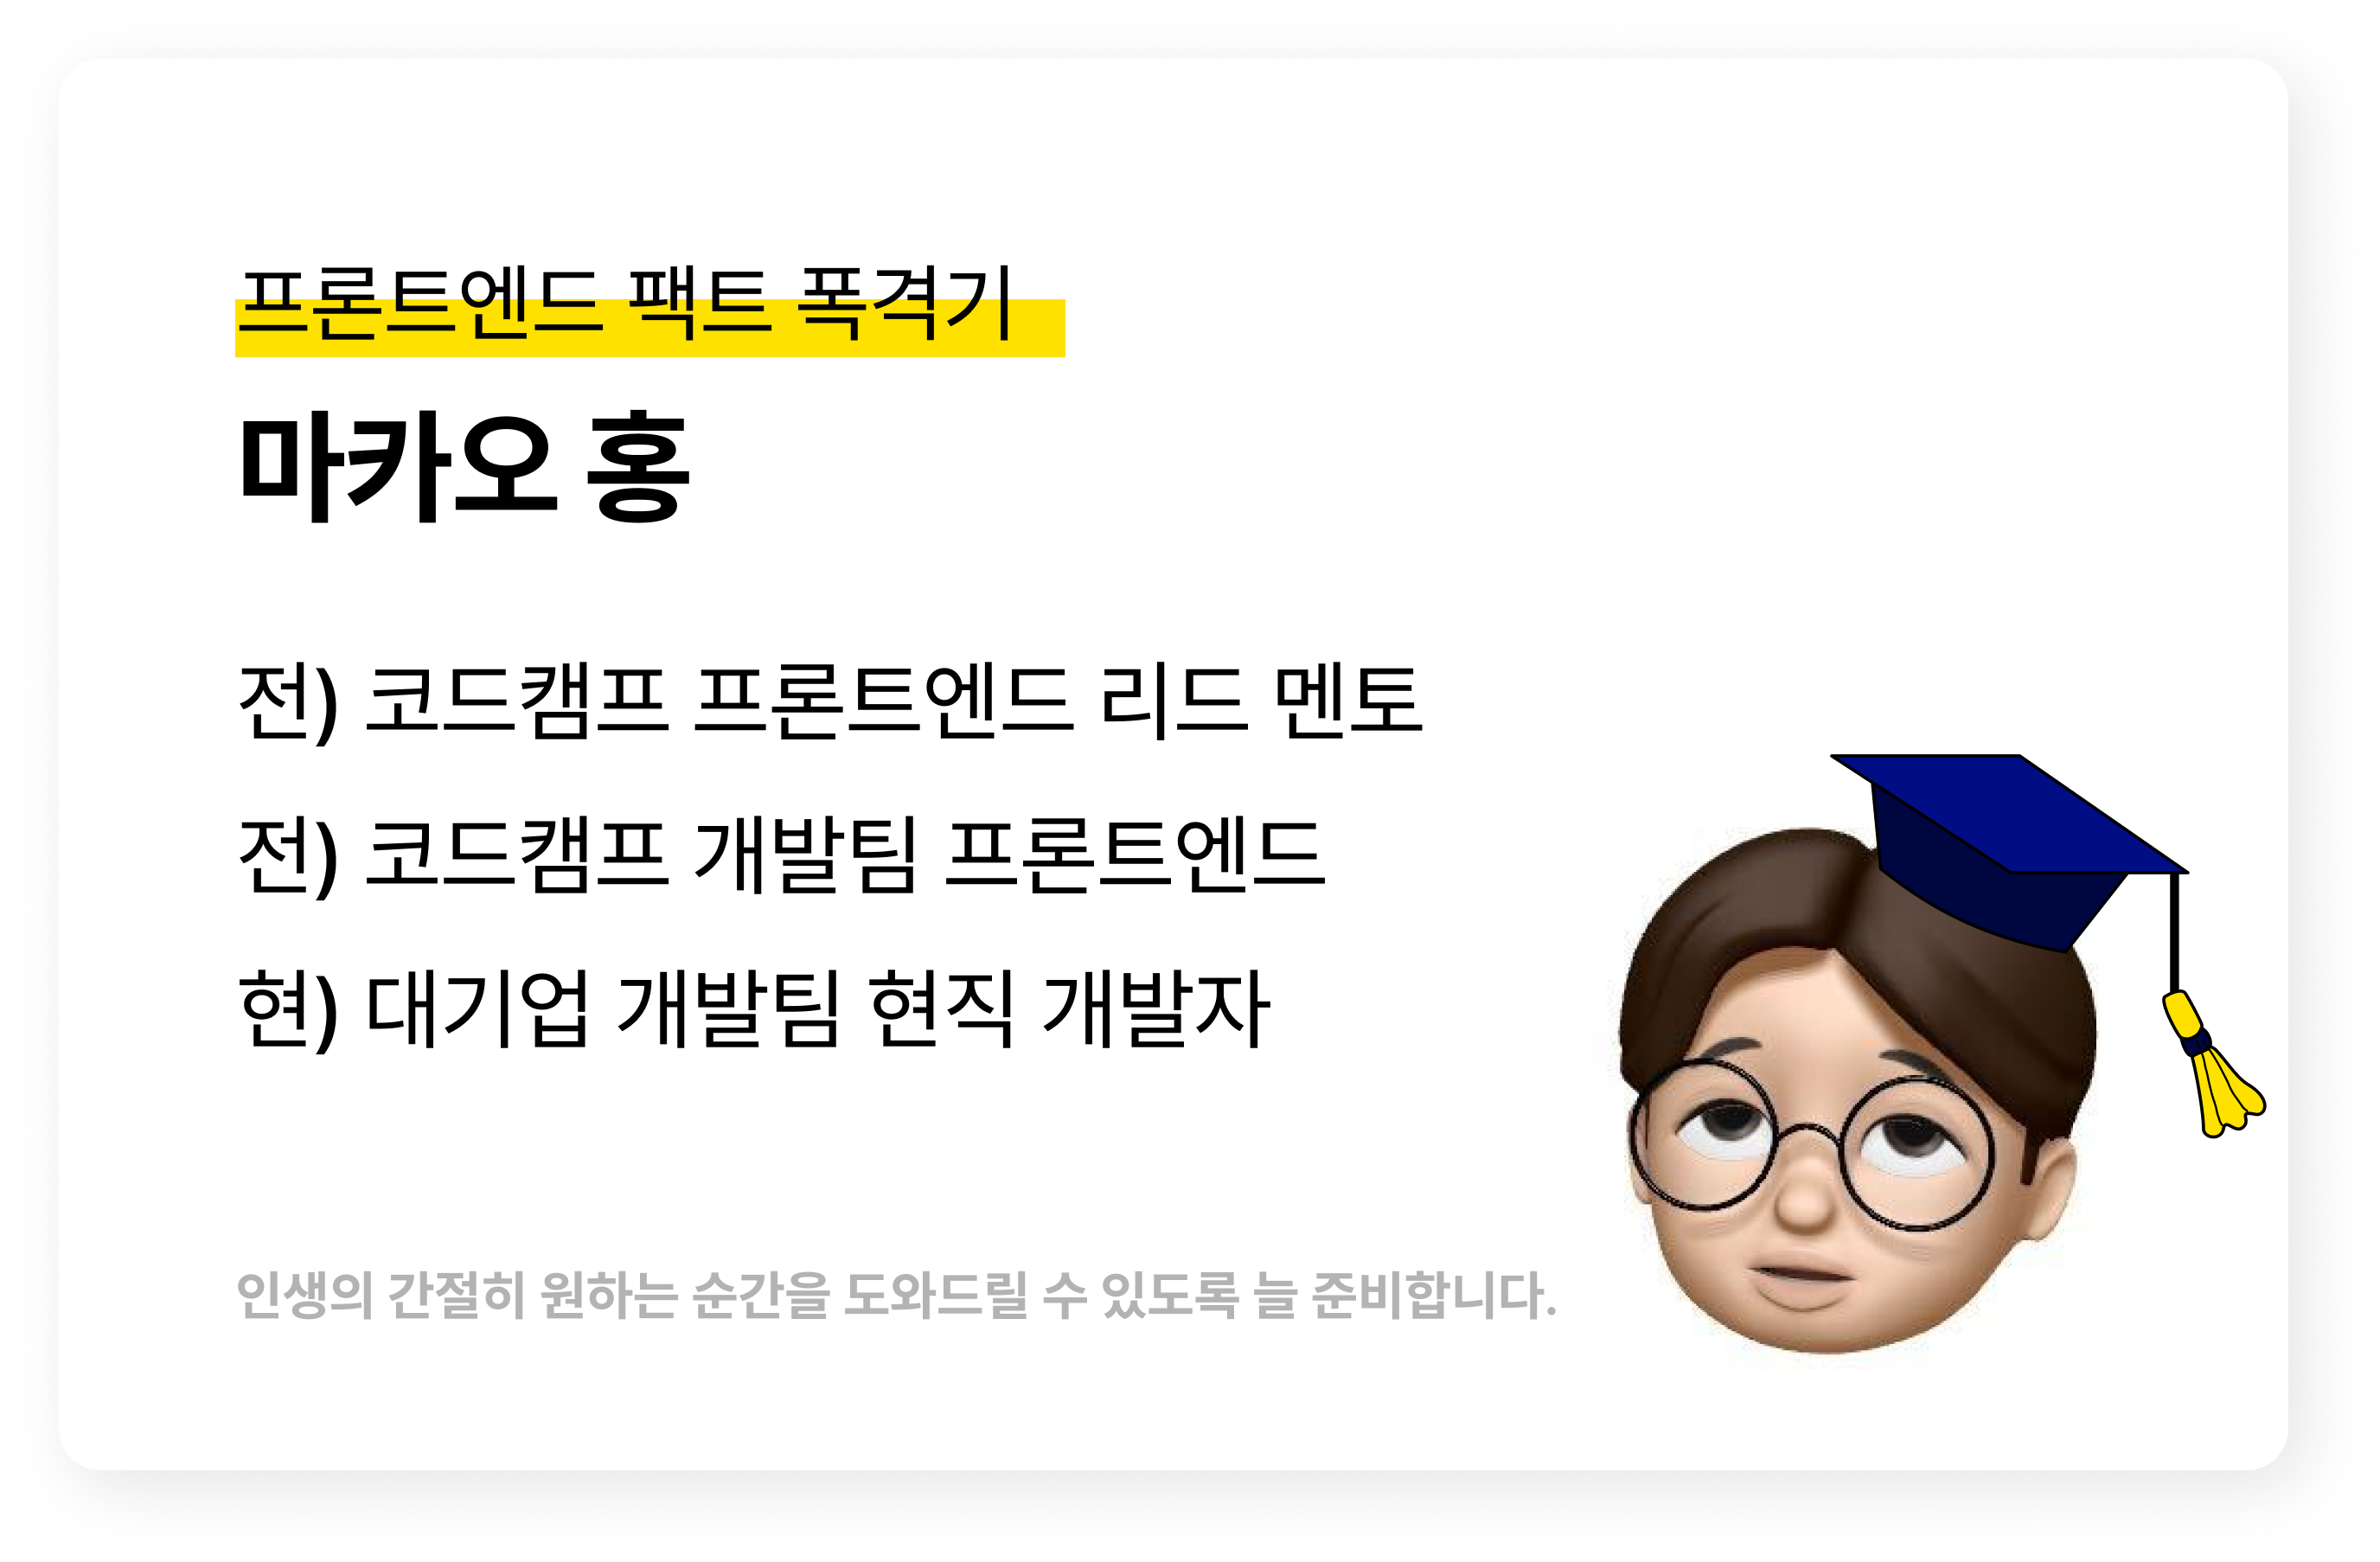 프론트엔드 팩트 폭격기
마카오 홍
전) 코드캠프 프론트엔드 리드 멘토
전) 코드캠프 개발팀 프론트엔드
현) 대기업 개발팀 현직 개발자
인생의 간절히 원하는 순간을 도와드릴 수 있도록 늘 준비합니다.